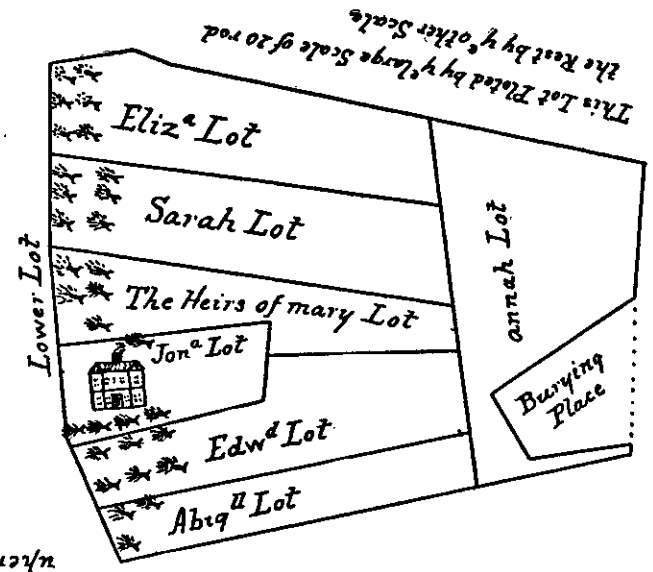 This Lot Ploted by yᵉ large Scale of 20 rod
the Rest by yᵉ other Scale
Elizᵃ Lot
Sarah Lot
The Heirs of mary Lot
Jonᵃ Lot
Edwᵈ Lot
Abigⁱˡ Lot
Lower Lot
annah Lot
Burying
Place